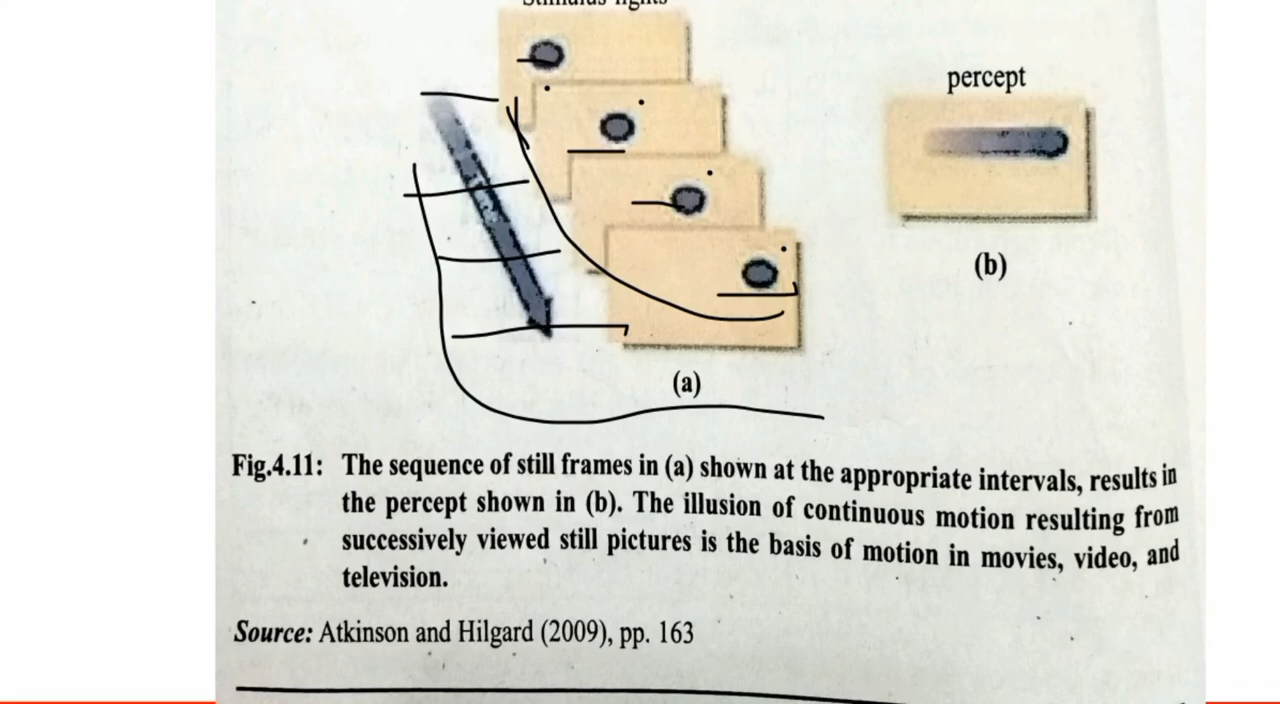 Stimulus lights
percept
(b)
(a)
Fig.4.11: The sequence of still frames in (a) shown at the appropriate intervals, results in
the percept shown in (b). The illusion of continuous motion resulting from
successively viewed still pictures is the basis of motion in movies, video, and
television.
Source: Atkinson and Hilgard (2009), pp. 163